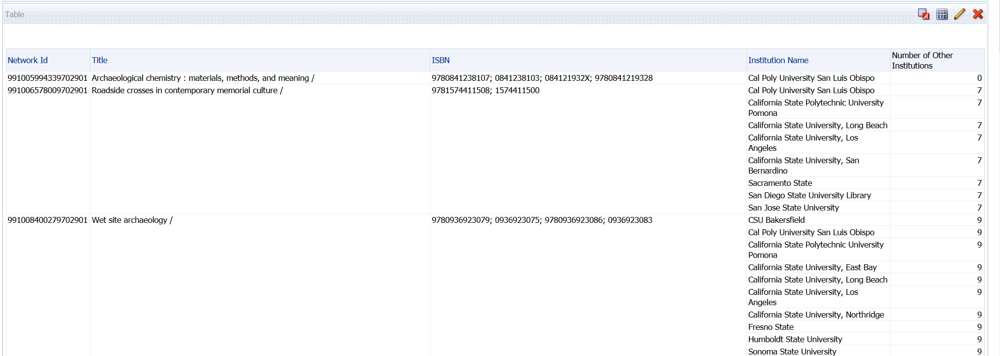 Table
Network Id Title ISBN Institution Name Number of Other
Institutions
991005994339702901 Archaeological chemistry : materials, methods, and meaning / 9780841238107; 0841238103; 084121932X; 9780841219328 Cal Poly University San Luis Obispo 0
991006578009702901 Roadside crosses in contemporary memorial culture / 9781574411508; 1574411500 Cal Poly University San Luis Obispo 7
California State Polytechnic University 7
Pomona
California State University, Long Beach 7
California State University, Los 7
Angeles
California State University, San 7
Bernardino
Sacramento State 7
San Diego State University Library 7
San Jose State University 7
991008400279702901 Wet site archaeology / 9780936923079; 0936923075; 9780936923086; 0936923083 CSU Bakersfield 9
Cal Poly University San Luis Obispo 9
California State Polytechnic University 9
Pomona
California State University, East Bay 9
California State University, Long Beach 9
California State University, Los 9
Angeles
California State University, Northridge 9
Fresno State 9
Humboldt State University 9
Sonoma State University 9